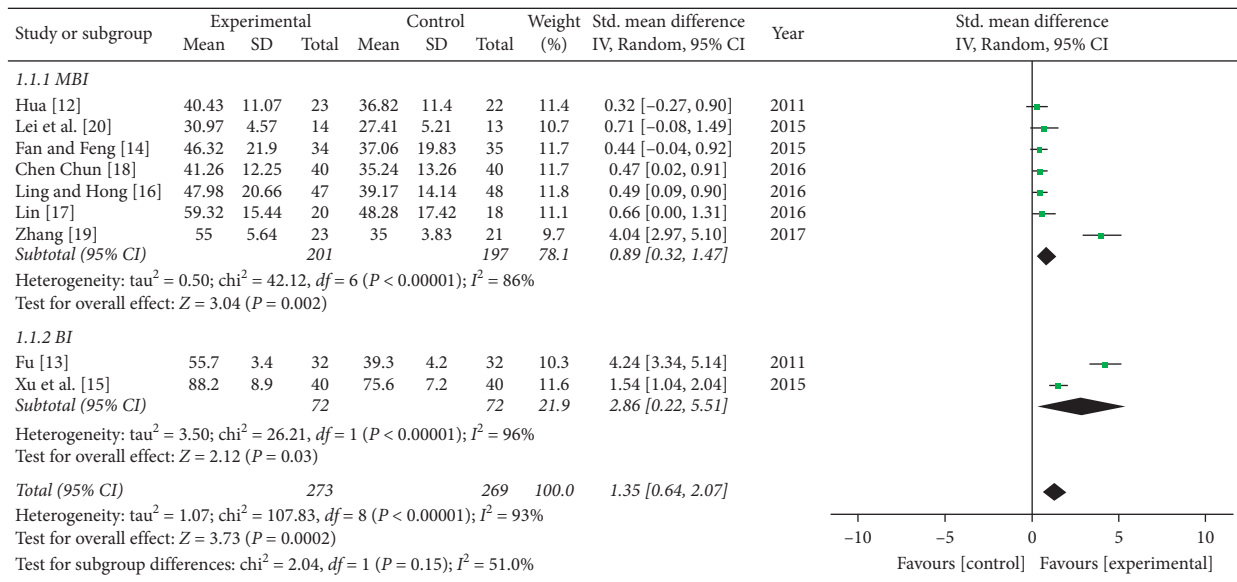 Study or subgroup Experimental Control Weight Std. mean difference Year Std. mean difference
Mean SD Total Mean SD Total (%) IV, Random, 95% CI IV, Random, 95% CI
1.1.1 MBI
Hua [12] 40.43 11.07 23 36.82 11.4 22 11.4 0.32 [–0.27, 0.90] 2011
Lei et al. [20] 30.97 4.57 14 27.41 5.21 13 10.7 0.71 [–0.08, 1.49] 2015
Fan and Feng [14] 46.32 21.9 34 37.06 19.83 35 11.7 0.44 [–0.04, 0.92] 2015
Chen Chun [18] 41.26 12.25 40 35.24 13.26 40 11.7 0.47 [0.02, 0.91] 2016
Ling and Hong [16] 47.98 20.66 47 39.17 14.14 48 11.8 0.49 [0.09, 0.90] 2016
Lin [17] 59.32 15.44 20 48.28 17.42 18 11.1 0.66 [0.00, 1.31] 2016
Zhang [19] 55 5.64 23 35 3.83 21 9.7 4.04 [2.97, 5.10] 2017
Subtotal (95% CI) 201 197 78.1 0.89 [0.32, 1.47]
Heterogeneity: tau² = 0.50; chi² = 42.12, df = 6 (P < 0.00001); I² = 86%
Test for overall effect: Z = 3.04 (P = 0.002)
1.1.2 BI
Fu [13] 55.7 3.4 32 39.3 4.2 32 10.3 4.24 [3.34, 5.14] 2011
Xu et al. [15] 88.2 8.9 40 75.6 7.2 40 11.6 1.54 [1.04, 2.04] 2015
Subtotal (95% CI) 72 72 21.9 2.86 [0.22, 5.51]
Heterogeneity: tau² = 3.50; chi² = 26.21, df = 1 (P < 0.00001); I² = 96%
Test for overall effect: Z = 2.12 (P = 0.03)
Total (95% CI) 273 269 100.0 1.35 [0.64, 2.07]
Heterogeneity: tau² = 1.07; chi² = 107.83, df = 8 (P < 0.00001); I² = 93%
Test for overall effect: Z = 3.73 (P = 0.0002)
Test for subgroup differences: chi² = 2.04, df = 1 (P = 0.15); I² = 51.0%
–10 –5 0 5 10
Favours [control] Favours [experimental]